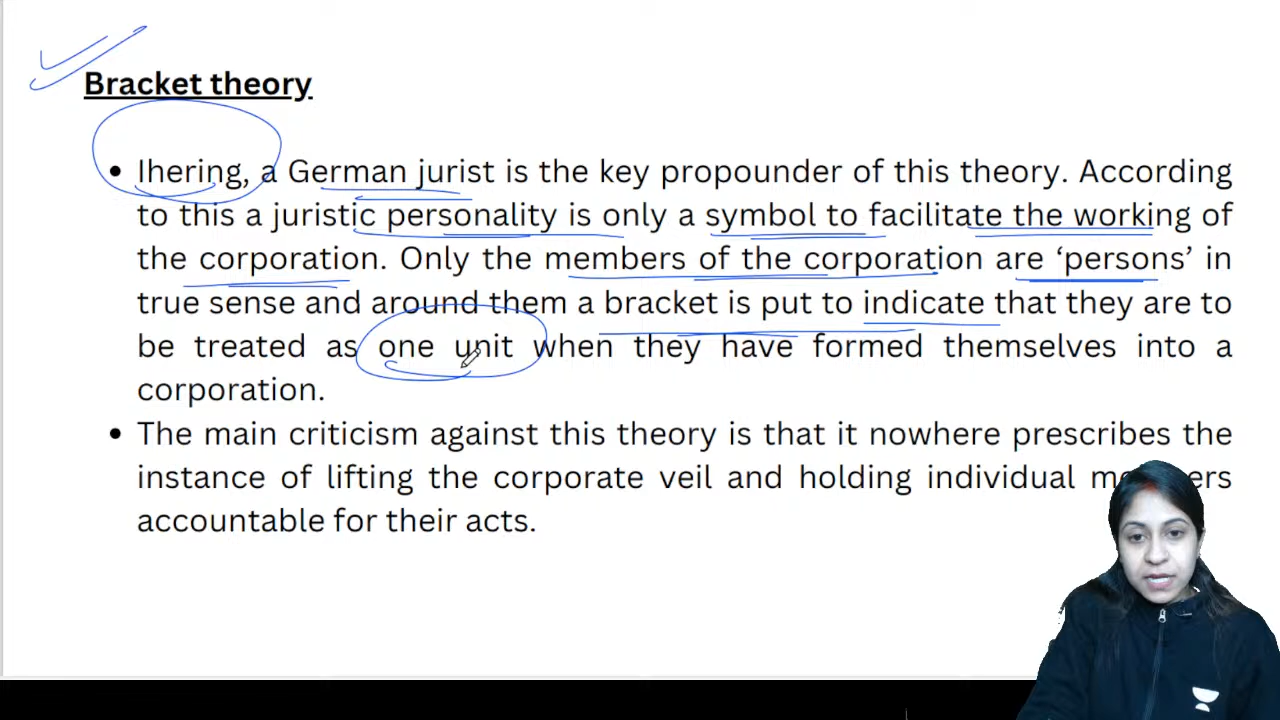 Bracket theory
• Ihering, a German jurist is the key propounder of this theory. According
to this a juristic personality is only a symbol to facilitate the working of
the corporation. Only the members of the corporation are ‘persons’ in
true sense and around them a bracket is put to indicate that they are to
be treated as one unit when they have formed themselves into a
corporation.
• The main criticism against this theory is that it nowhere prescribes the
instance of lifting the corporate veil and holding individual
accountable for their acts.